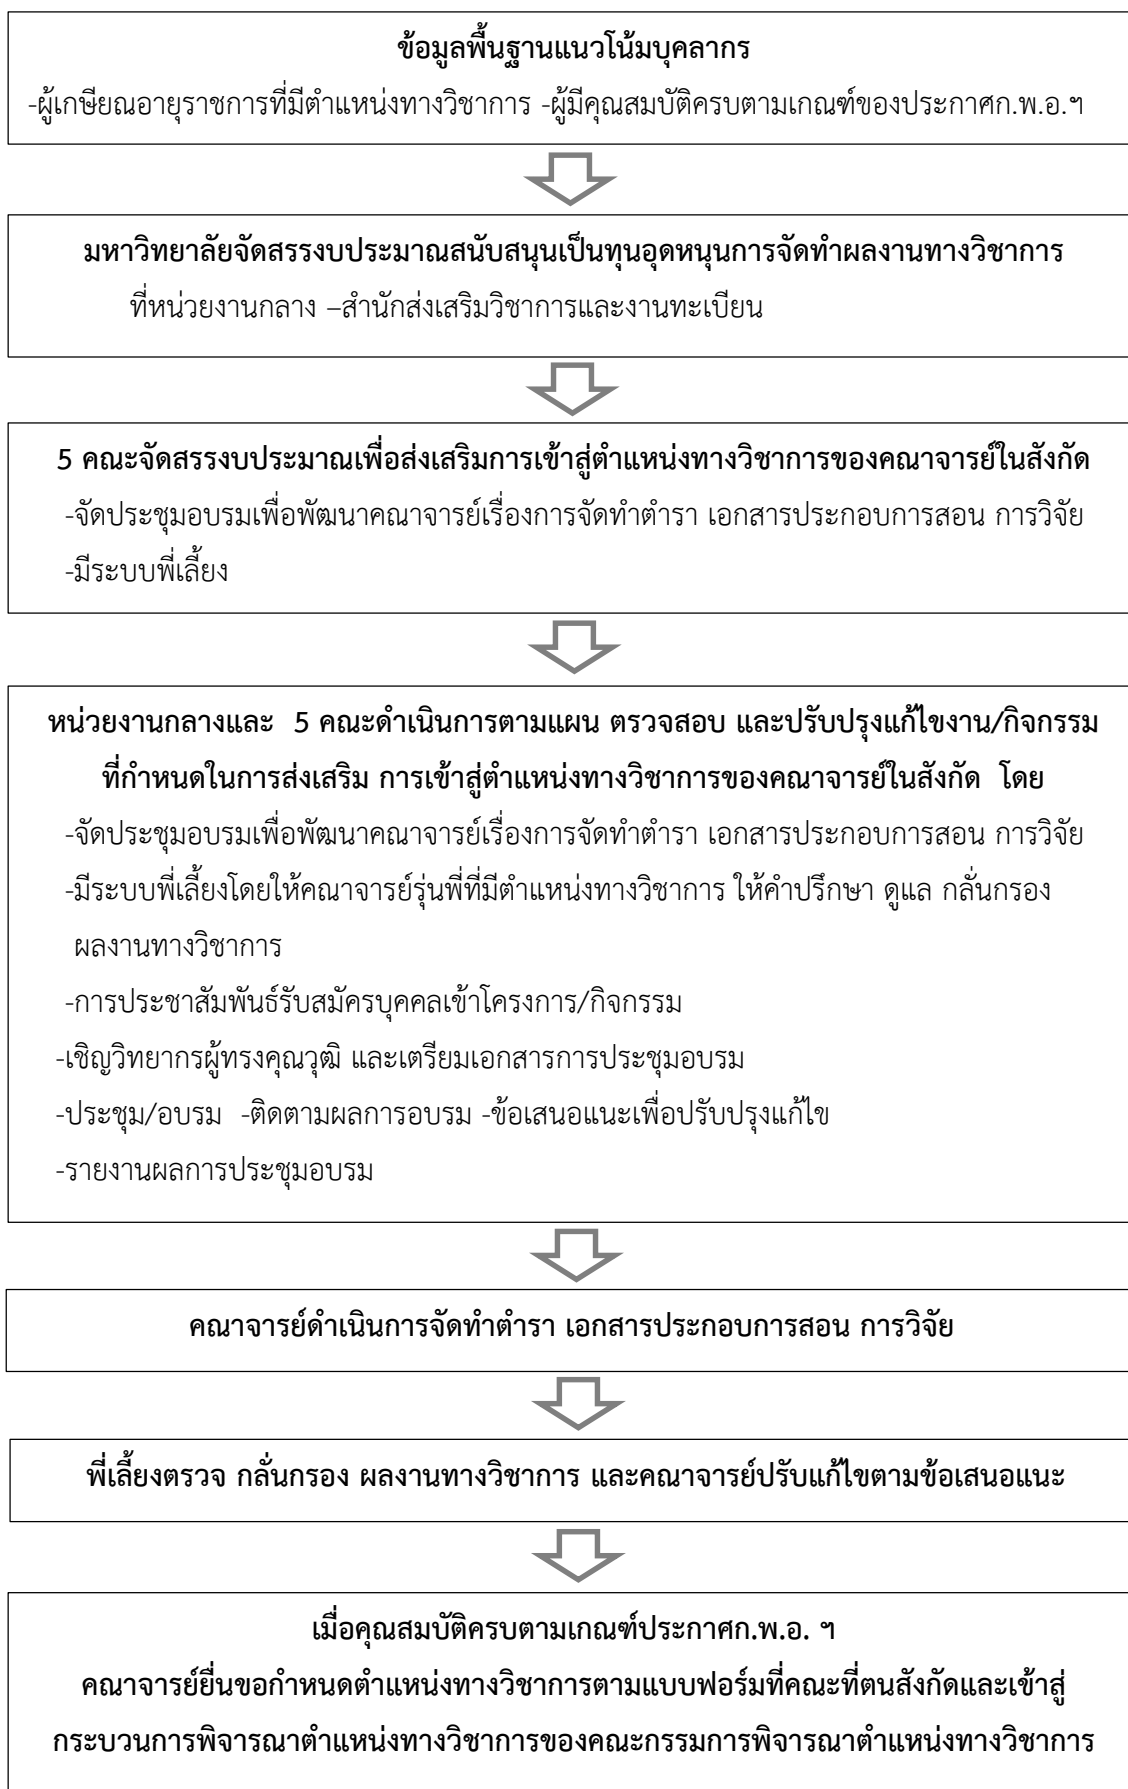 ข้อมูลพื้นฐานแนวโน้มบุคลากร
-ผู้เกษียณอายุราชการที่มีตำแหน่งทางวิชาการ -ผู้มีคุณสมบัติครบตามเกณฑ์ของประกาศก.พ.อ.ฯ
มหาวิทยาลัยจัดสรรงบประมาณสนับสนุนเป็นทุนอุดหนุนการจัดทำผลงานทางวิชาการ
ที่หน่วยงานกลาง –สำนักส่งเสริมวิชาการและงานทะเบียน
5 คณะจัดสรรงบประมาณเพื่อส่งเสริมการเข้าสู่ตำแหน่งทางวิชาการของคณาจารย์ในสังกัด
-จัดประชุมอบรมเพื่อพัฒนาคณาจารย์เรื่องการจัดทำตำรา เอกสารประกอบการสอน การวิจัย
-มีระบบพี่เลี้ยง
หน่วยงานกลางและ 5 คณะดำเนินการตามแผน ตรวจสอบ และปรับปรุงแก้ไขงาน/กิจกรรม
ที่กำหนดในการส่งเสริม การเข้าสู่ตำแหน่งทางวิชาการของคณาจารย์ในสังกัด โดย
-จัดประชุมอบรมเพื่อพัฒนาคณาจารย์เรื่องการจัดทำตำรา เอกสารประกอบการสอน การวิจัย
-มีระบบพี่เลี้ยงโดยให้คณาจารย์รุ่นพี่ที่มีตำแหน่งทางวิชาการ ให้คำปรึกษา ดูแล กลั่นกรอง
ผลงานทางวิชาการ
-การประชาสัมพันธ์รับสมัครบุคคลเข้าโครงการ/กิจกรรม
-เชิญวิทยากรผู้ทรงคุณวุฒิ และเตรียมเอกสารการประชุมอบรม
-ประชุม/อบรม -ติดตามผลการอบรม -ข้อเสนอแนะเพื่อปรับปรุงแก้ไข
-รายงานผลการประชุมอบรม
คณาจารย์ดำเนินการจัดทำตำรา เอกสารประกอบการสอน การวิจัย
พี่เลี้ยงตรวจ กลั่นกรอง ผลงานทางวิชาการ และคณาจารย์ปรับแก้ไขตามข้อเสนอแนะ
เมื่อคุณสมบัติครบตามเกณฑ์ประกาศก.พ.อ. ฯ
คณาจารย์ยื่นขอกำหนดตำแหน่งทางวิชาการตามแบบฟอร์มที่คณะที่ตนสังกัดและเข้าสู่
กระบวนการพิจารณาตำแหน่งทางวิชาการของคณะกรรมการพิจารณาตำแหน่งทางวิชาการ